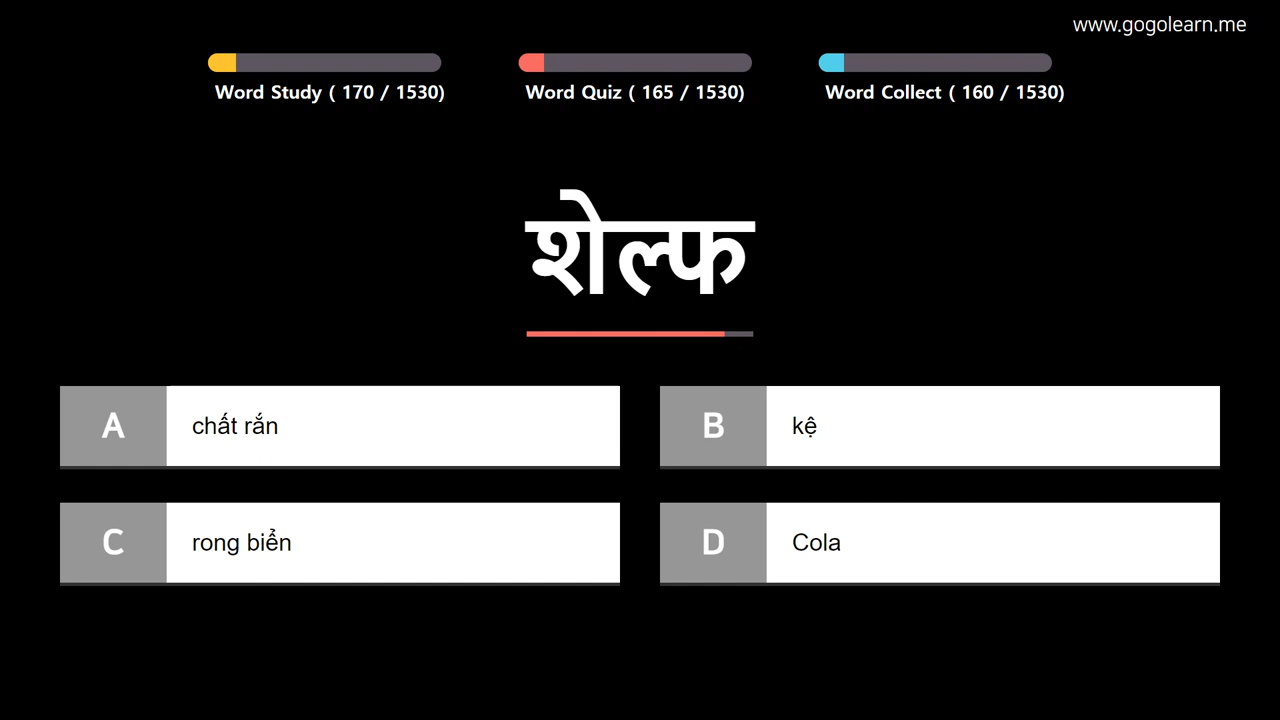 www.gogolearn.me
Word Study ( 170 / 1530)
Word Quiz ( 165 / 1530)
Word Collect ( 160 / 1530)
शेल्फ
A chất rắn
B kệ
C rong biển
D Cola